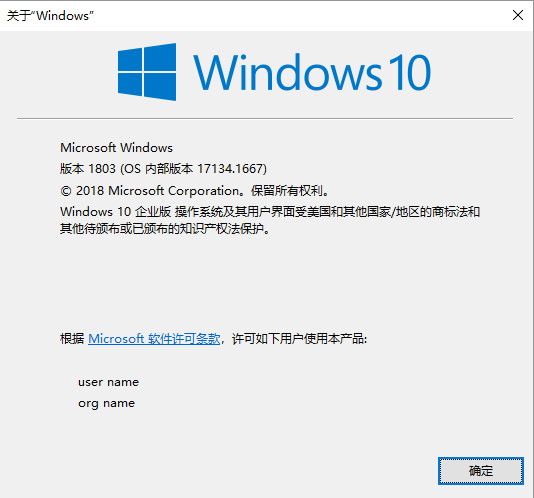 关于“Windows”
Windows 10
Microsoft Windows
版本 1803 (OS 内部版本 17134.1667)
© 2018 Microsoft Corporation。保留所有权利。
Windows 10 企业版 操作系统及其用户界面受美国和其他国家/地区的商标法和
其他待颁布或已颁布的知识产权法保护。
根据 Microsoft 软件许可条款，许可如下用户使用本产品:
user name
org name
确定